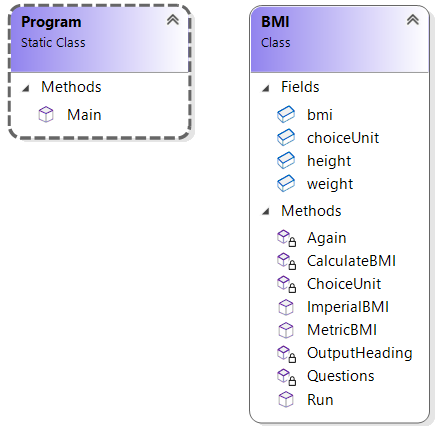 Program
Static Class
Methods
Main
BMI
Class
Fields
bmi
choiceUnit
height
weight
Methods
Again
CalculateBMI
ChoiceUnit
ImperialBMI
MetricBMI
OutputHeading
Questions
Run